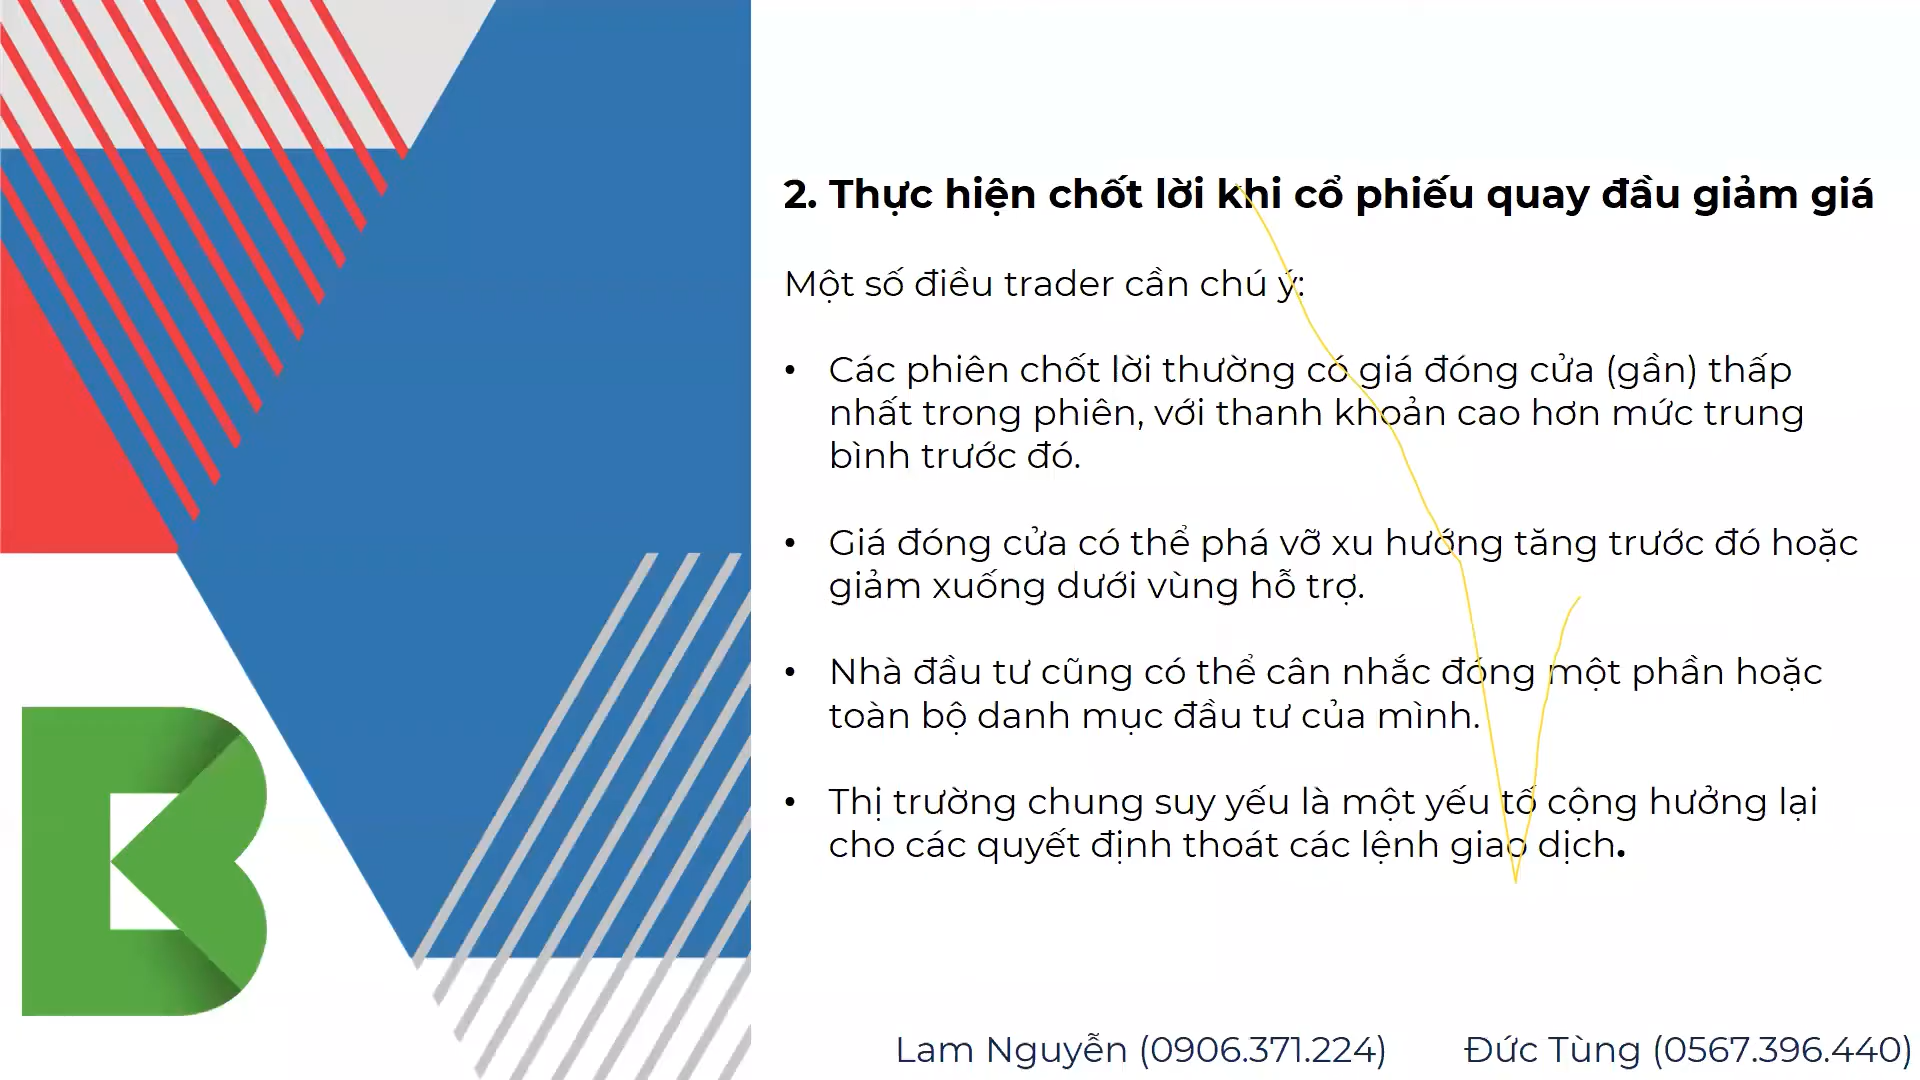 2. Thực hiện chốt lời khi cổ phiếu quay đầu giảm giá
Một số điều trader cần chú ý:
• Các phiên chốt lời thường có giá đóng cửa (gần) thấp
nhất trong phiên, với thanh khoản cao hơn mức trung
bình trước đó.
• Giá đóng cửa có thể phá vỡ xu hướng tăng trước đó hoặc
giảm xuống dưới vùng hỗ trợ.
• Nhà đầu tư cũng có thể cân nhắc đóng một phần hoặc
toàn bộ danh mục đầu tư của mình.
• Thị trường chung suy yếu là một yếu tố cộng hưởng lại
cho các quyết định thoát các lệnh giao dịch.
Lam Nguyễn (0906.371.224) Đức Tùng (0567.396.440)